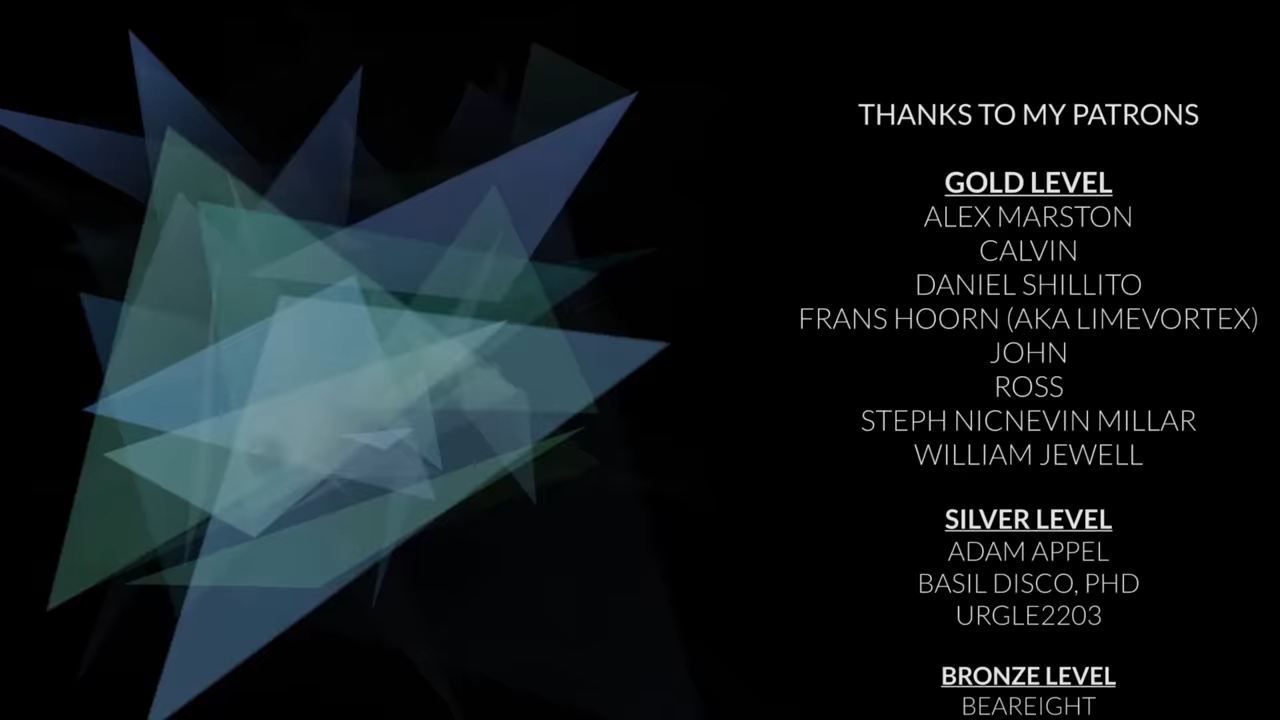 THANKS TO MY PATRONS
GOLD LEVEL
ALEX MARSTON
CALVIN
DANIEL SHILLITO
FRANS HOORN (AKA LIMEVORTEX)
JOHN
ROSS
STEPH NICNEVIN MILLAR
WILLIAM JEWELL
SILVER LEVEL
ADAM APPEL
BASIL DISCO, PHD
URGLE2203
BRONZE LEVEL
BEAREIGHT